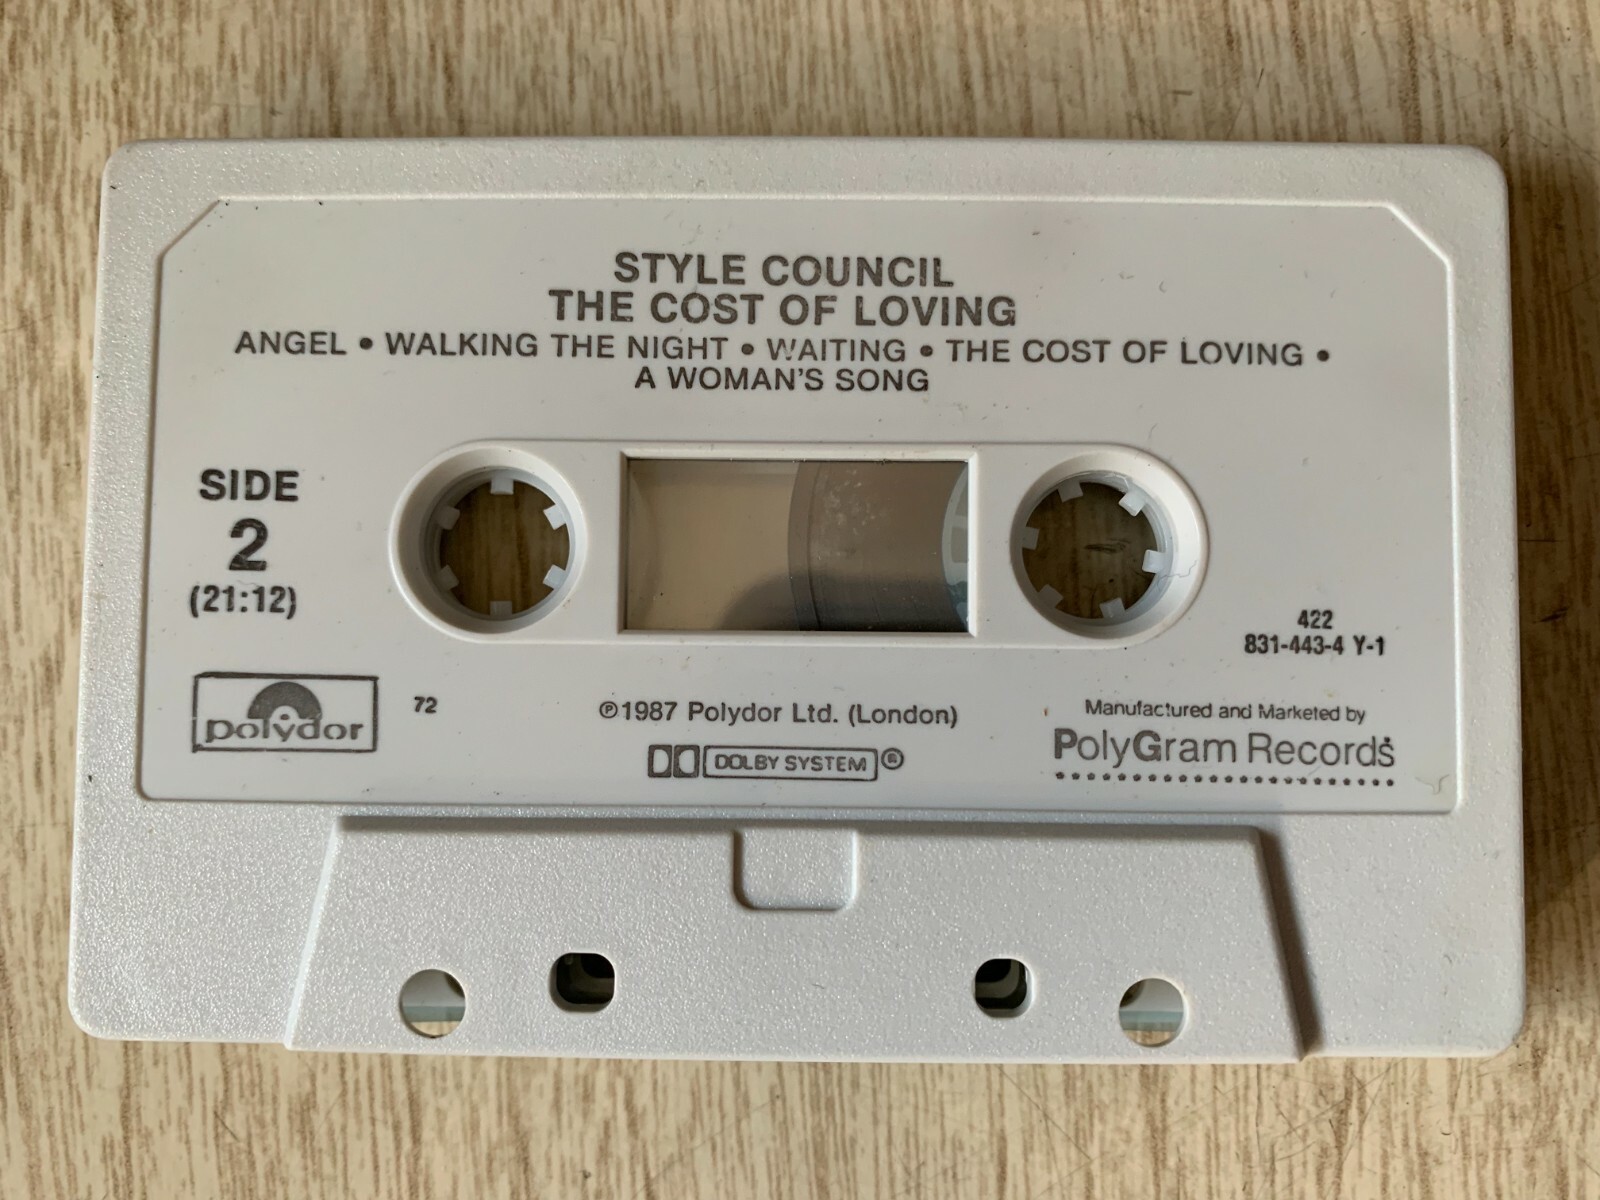 STYLE COUNCIL
THE COST OF LOVING
ANGEL • WALKING THE NIGHT • WAITING • THE COST OF LOVING •
A WOMAN'S SONG
SIDE
2
(21:12)
422
831-443-4 Y-1
polydor
72
℗1987 Polydor Ltd. (London)
DOLBY SYSTEM®
Manufactured and Marketed by
PolyGram Records